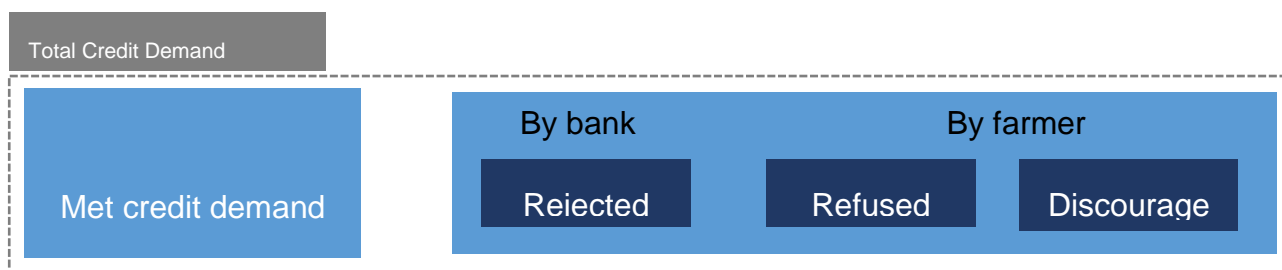 Total Credit Demand
By bank
By farmer
Met credit demand
Rejected
Refused
Discourage